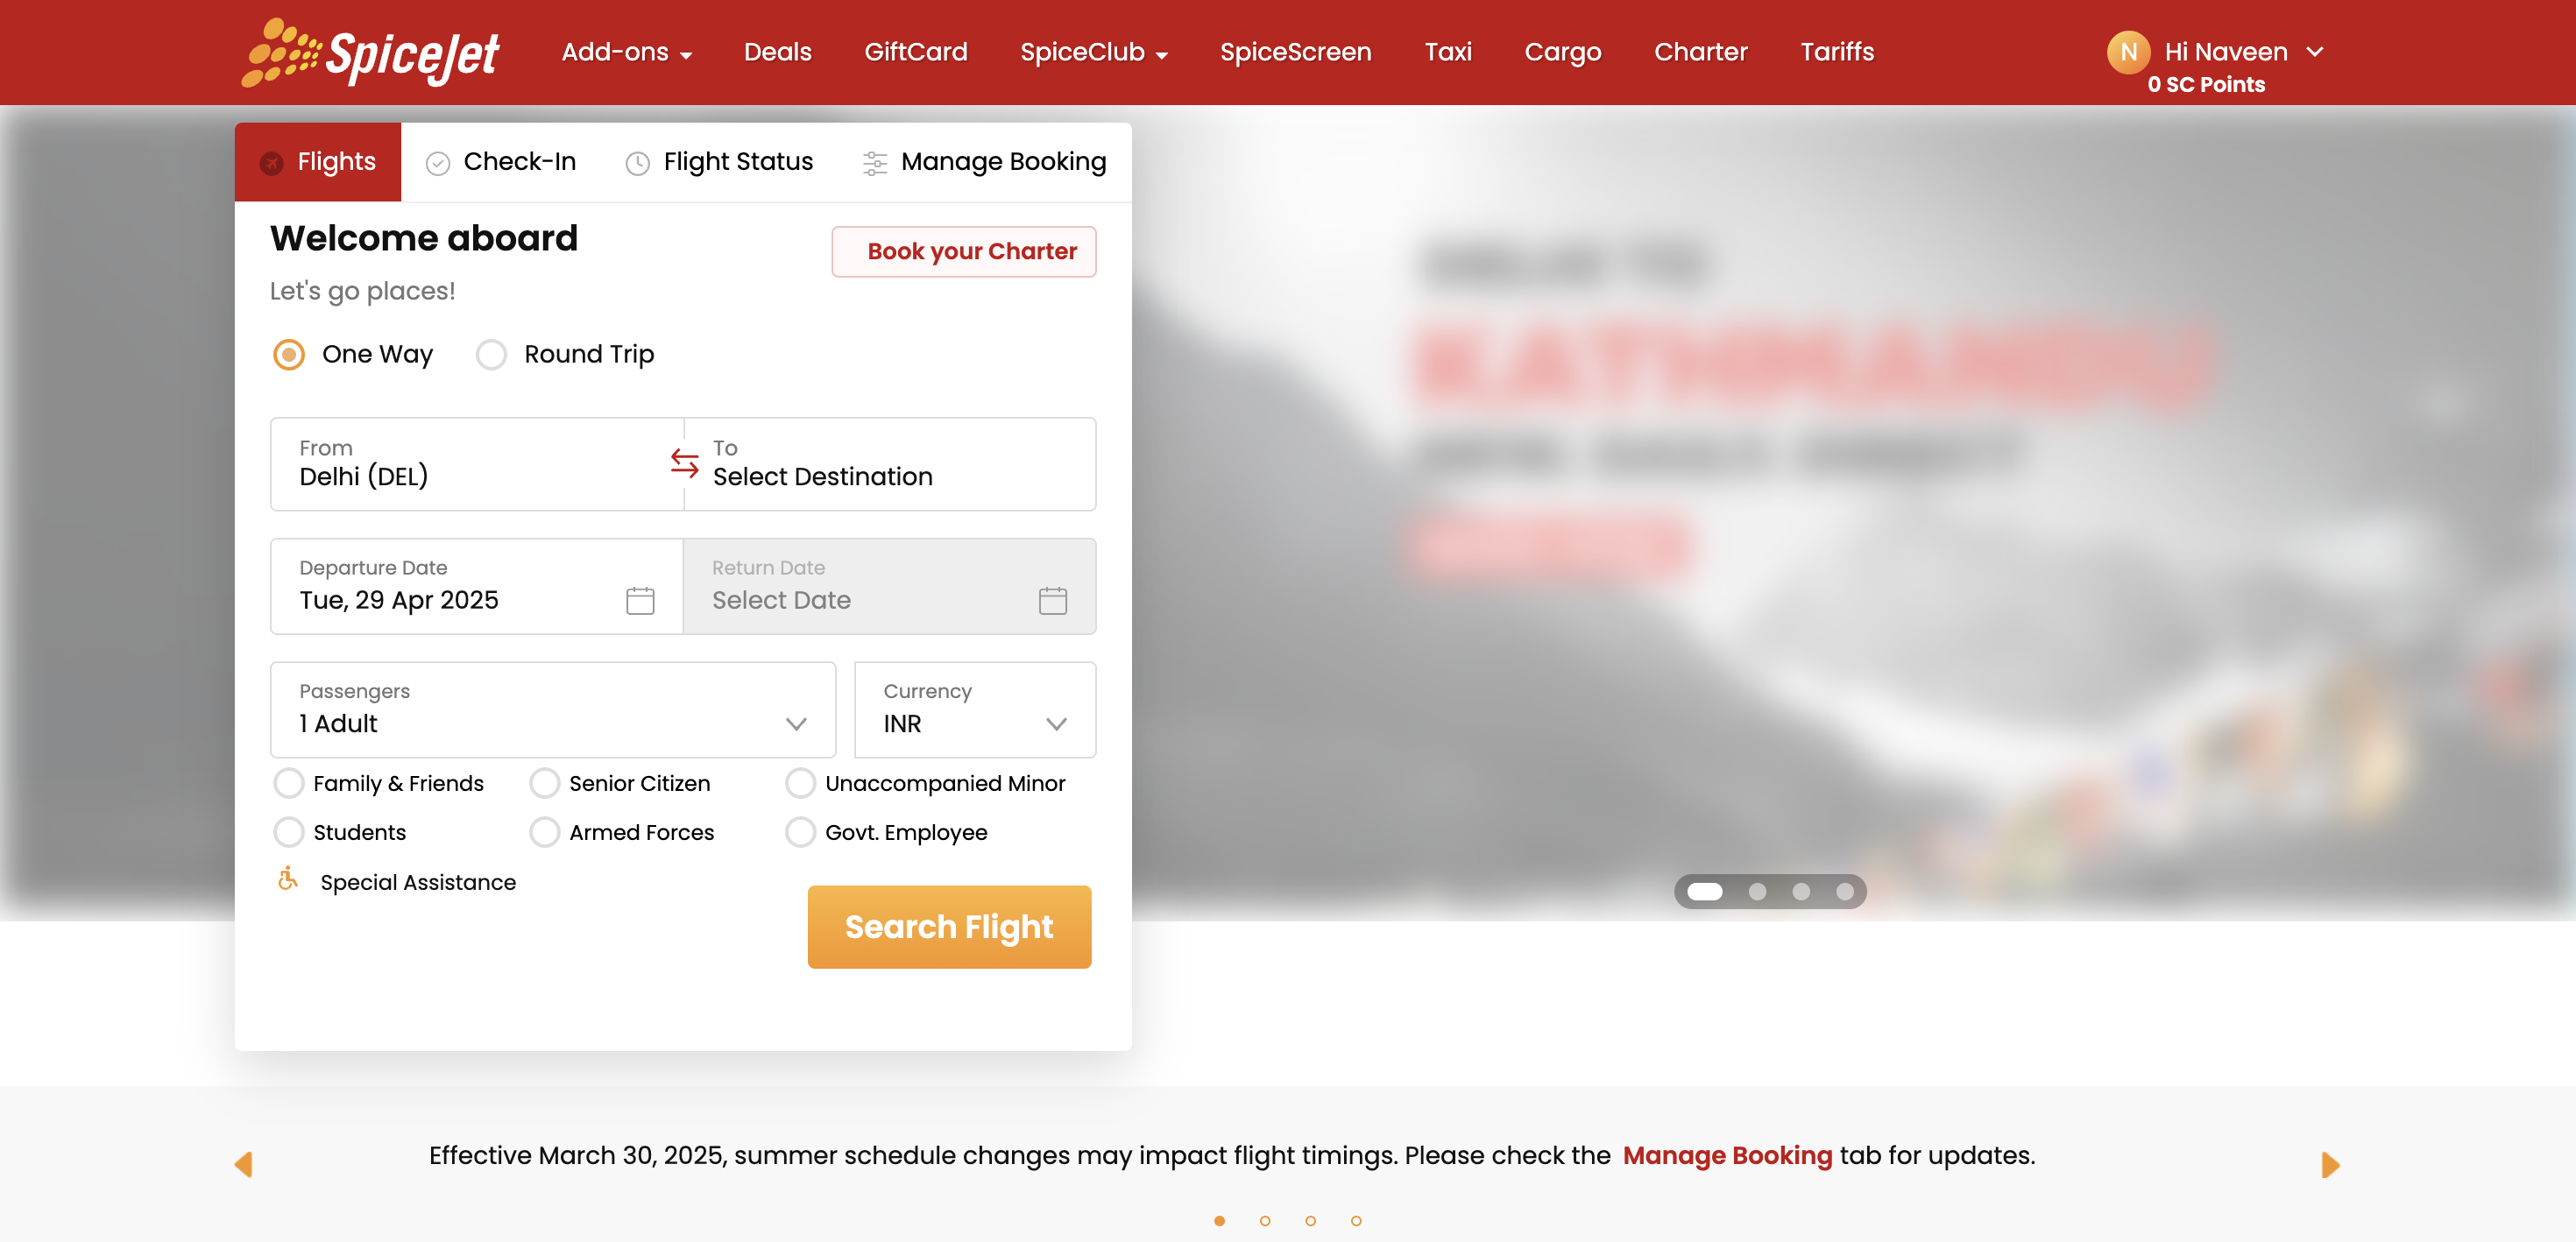 SpiceJet
Add-ons Deals GiftCard SpiceClub SpiceScreen Taxi Cargo Charter Tariffs
N Hi Naveen
0 SC Points
Flights Check-In Flight Status Manage Booking
Welcome aboard
Book your Charter
Let's go places!
One Way Round Trip
From To
Delhi (DEL) Select Destination
Departure Date Return Date
Tue, 29 Apr 2025 Select Date
Passengers Currency
1 Adult INR
Family & Friends Senior Citizen Unaccompanied Minor
Students Armed Forces Govt. Employee
Special Assistance
Search Flight
DELHI TO
KATHMANDU
Effective March 30, 2025, summer schedule changes may impact flight timings. Please check the Manage Booking tab for updates.